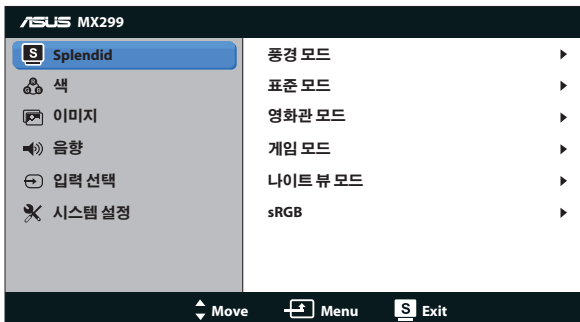 ASUS MX299
S Splendid
색
이미지
음향
입력 선택
시스템 설정
풍경 모드
표준 모드
영화관 모드
게임 모드
나이트 뷰 모드
sRGB
Move Menu S Exit